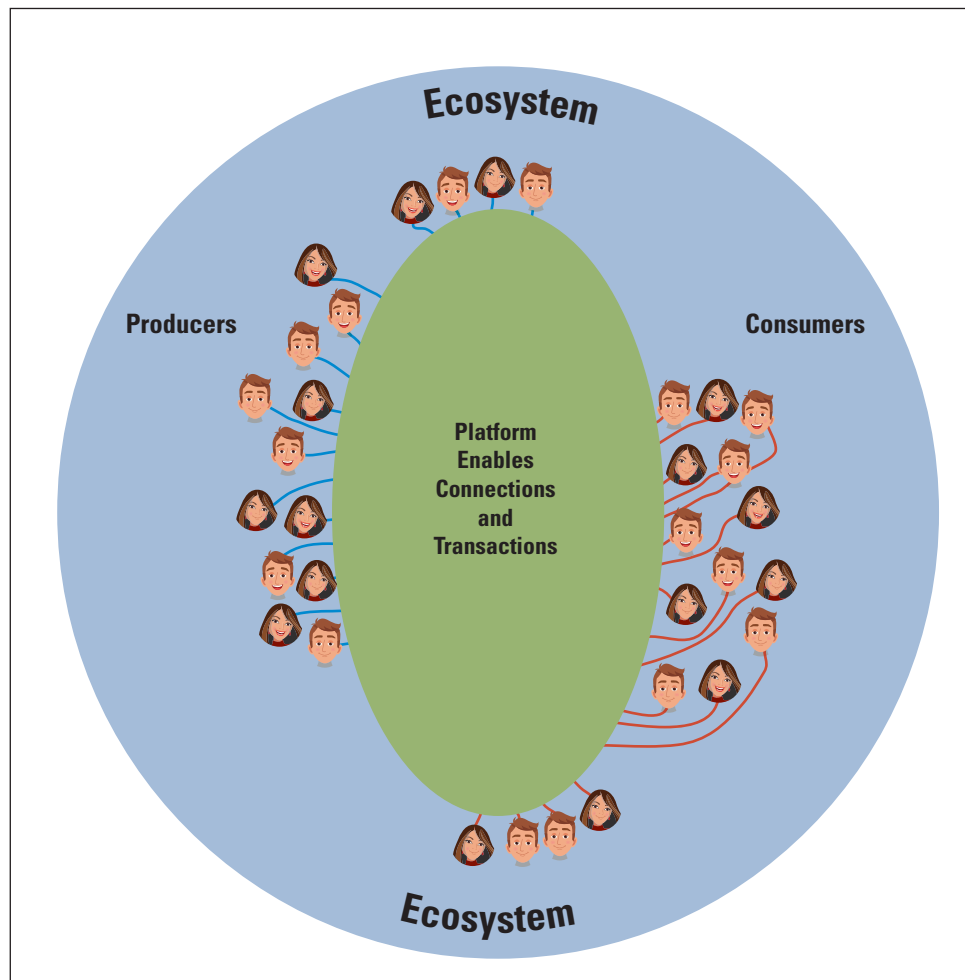 Ecosystem
Producers
Consumers
Platform
Enables
Connections
and
Transactions
Ecosystem